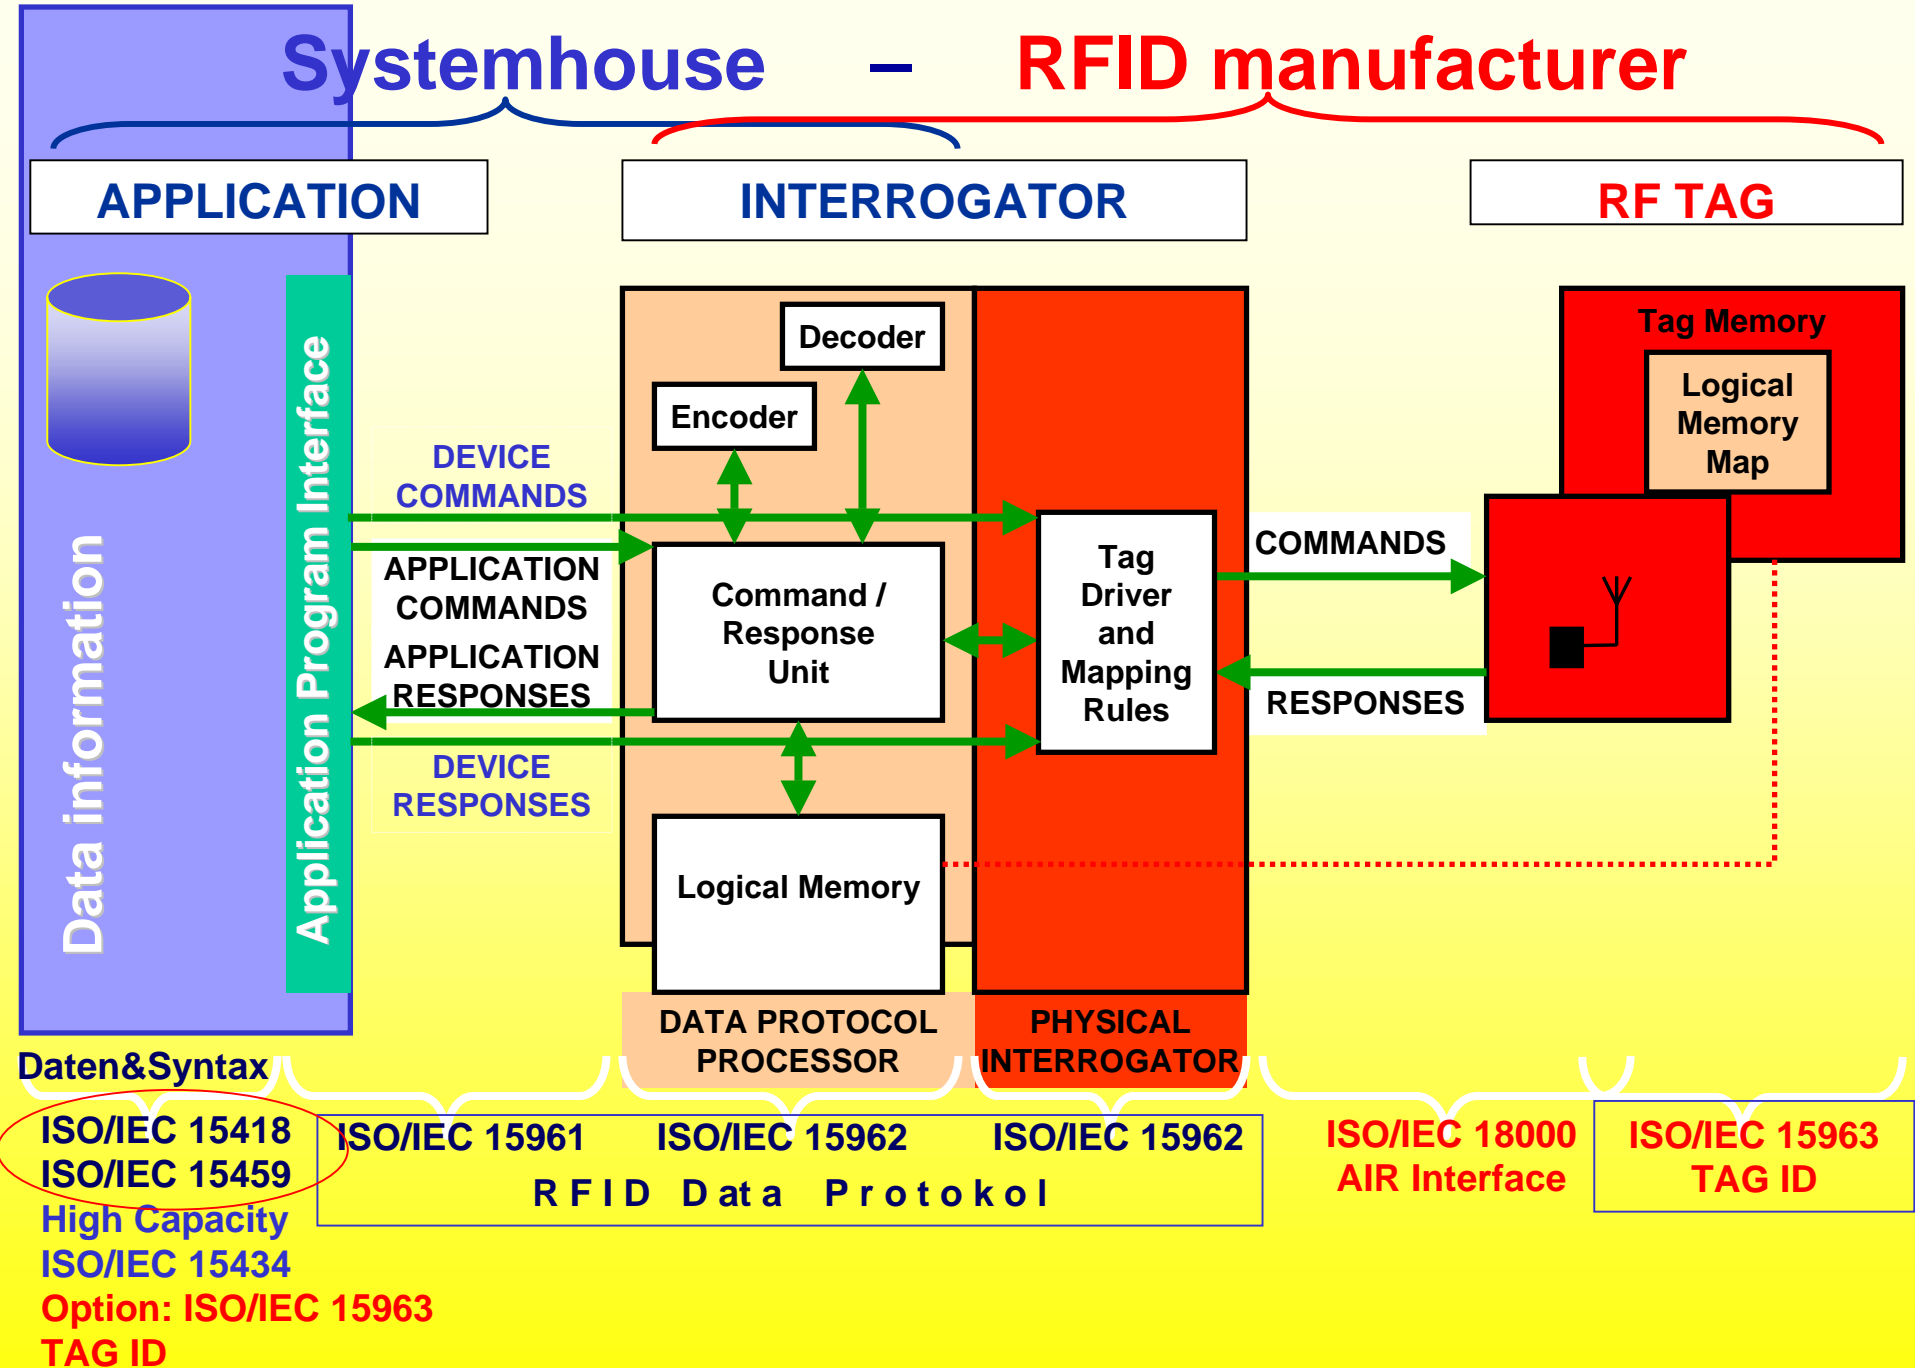 Systemhouse – RFID manufacturer
APPLICATION
INTERROGATOR
RF TAG
Data information
Application Program Interface
DEVICE
COMMANDS
APPLICATION
COMMANDS
APPLICATION
RESPONSES
DEVICE
RESPONSES
Decoder
Encoder
Command /
Response
Unit
Logical Memory
Tag
Driver
and
Mapping
Rules
COMMANDS
RESPONSES
Tag Memory
Logical
Memory
Map
DATA PROTOCOL
PROCESSOR
PHYSICAL
INTERROGATOR
Daten&Syntax
ISO/IEC 15418
ISO/IEC 15459
High Capacity
ISO/IEC 15434
Option: ISO/IEC 15963
TAG ID
ISO/IEC 15961
ISO/IEC 15962
ISO/IEC 15962
RFID Data Protokol
ISO/IEC 18000
AIR Interface
ISO/IEC 15963
TAG ID